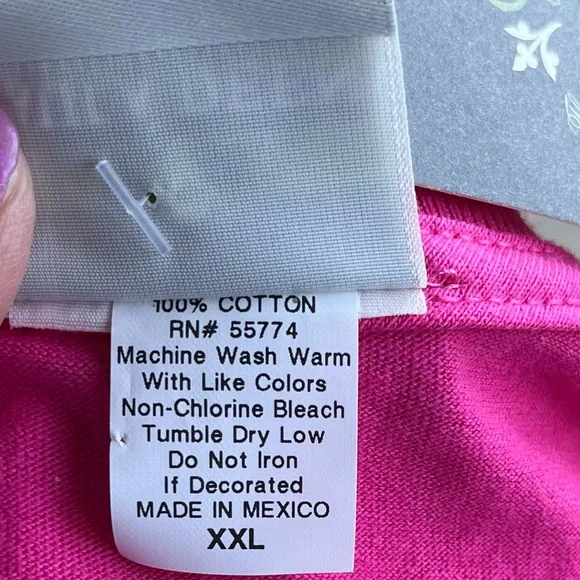 100% COTTON
RN# 55774
Machine Wash Warm
With Like Colors
Non-Chlorine Bleach
Tumble Dry Low
Do Not Iron
If Decorated
MADE IN MEXICO
XXL